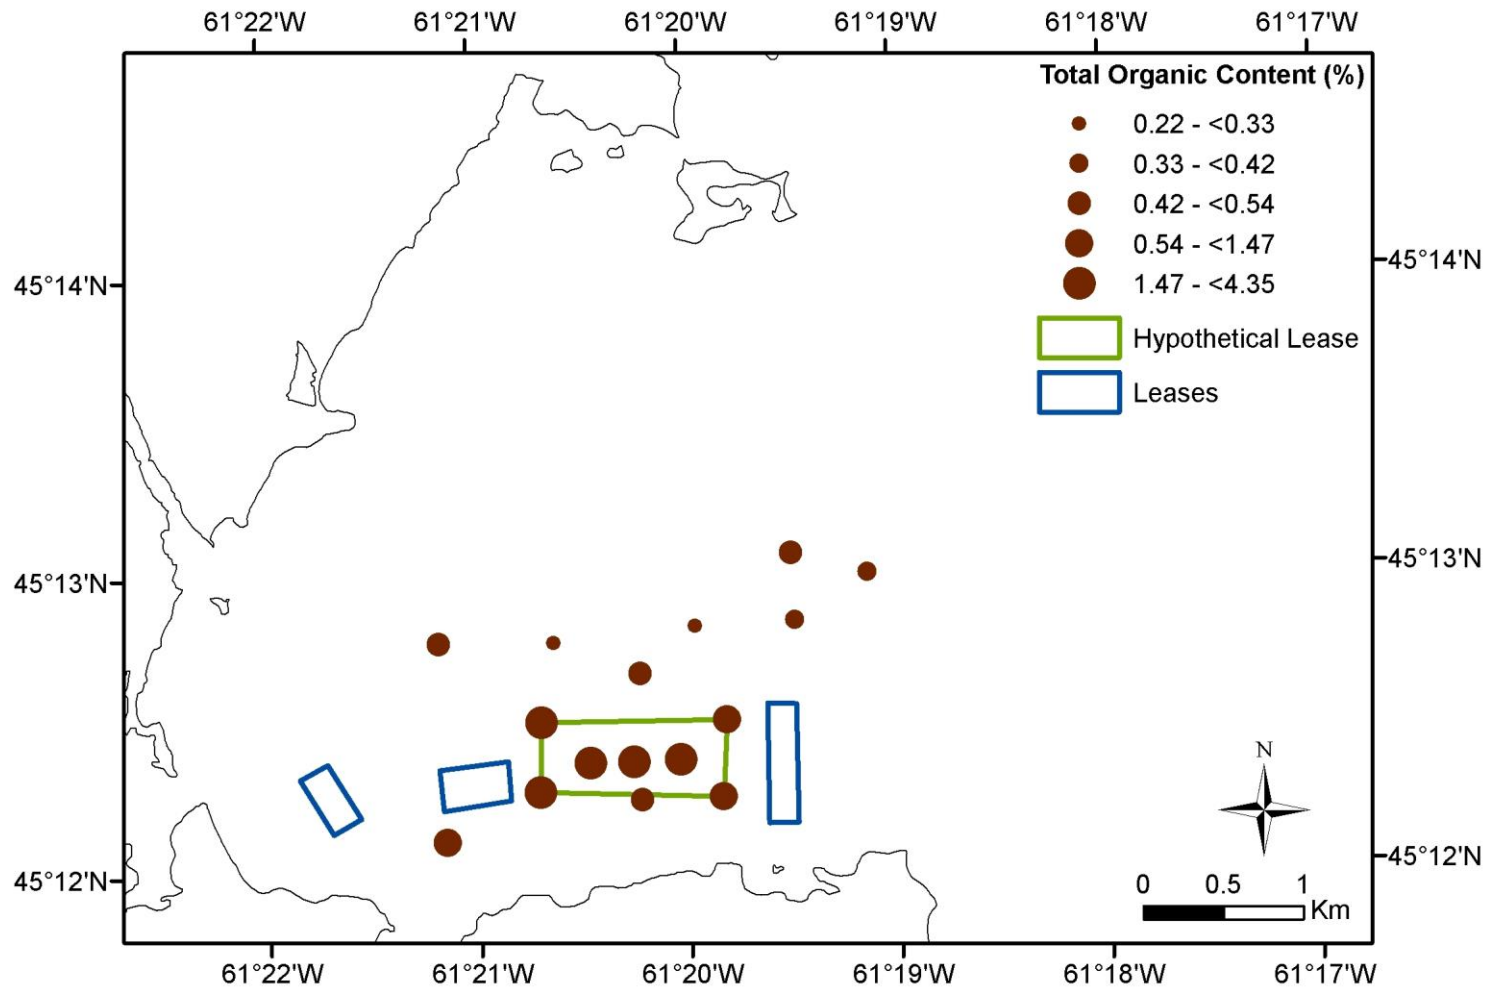 61°22'W 61°21'W 61°20'W 61°19'W 61°18'W 61°17'W
Total Organic Content (%)
0.22 - <0.33
0.33 - <0.42
0.42 - <0.54
0.54 - <1.47
1.47 - <4.35
Hypothetical Lease
Leases
45°14'N 45°14'N
45°13'N 45°13'N
45°12'N 45°12'N
N
0 0.5 1
Km
61°22'W 61°21'W 61°20'W 61°19'W 61°18'W 61°17'W